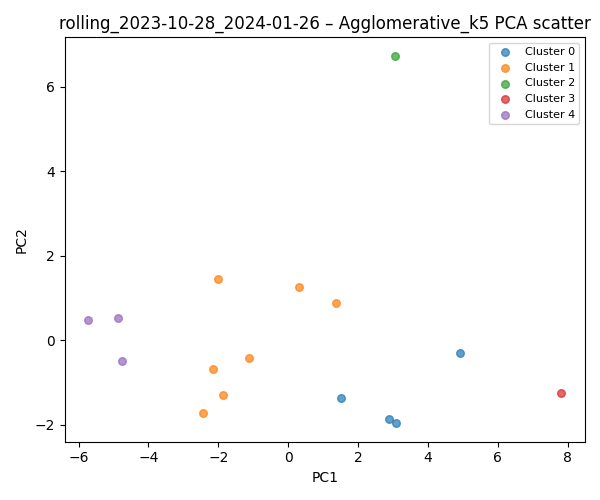 rolling_2023-10-28_2024-01-26 – Agglomerative_k5 PCA scatter
Cluster 0
Cluster 1
Cluster 2
Cluster 3
Cluster 4
PC2
6
4
2
0
−2
−6
−4
−2
0
2
4
6
8
PC1